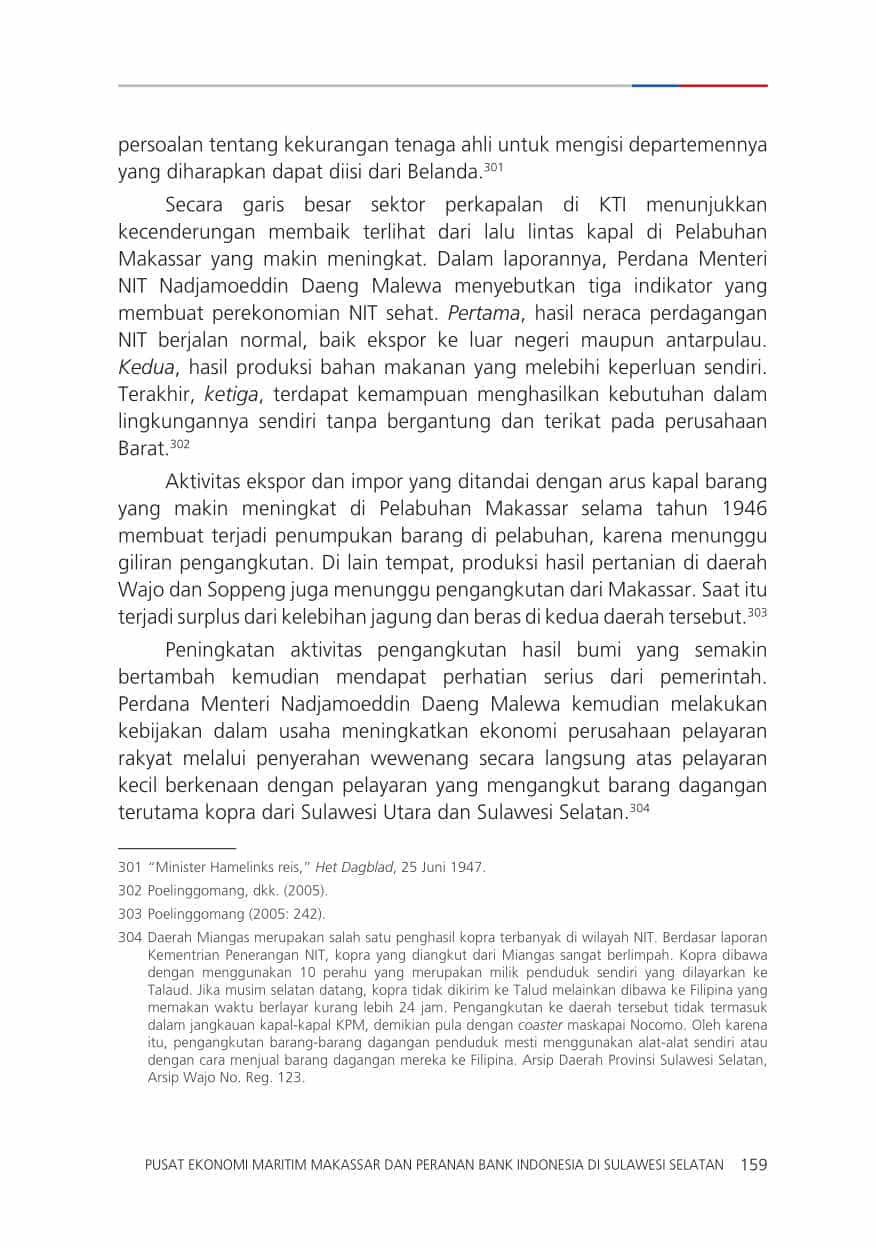 persoalan tentang kekurangan tenaga ahli untuk mengisi departemennya
yang diharapkan dapat diisi dari Belanda.301
Secara garis besar sektor perkapalan di KTI menunjukkan
kecenderungan membaik terlihat dari lalu lintas kapal di Pelabuhan
Makassar yang makin meningkat. Dalam laporannya, Perdana Menteri
NIT Nadjamoeddin Daeng Malewa menyebutkan tiga indikator yang
membuat perekonomian NIT sehat. Pertama, hasil neraca perdagangan
NIT berjalan normal, baik ekspor ke luar negeri maupun antarpulau.
Kedua, hasil produksi bahan makanan yang melebihi keperluan sendiri.
Terakhir, ketiga, terdapat kemampuan menghasilkan kebutuhan dalam
lingkungannya sendiri tanpa bergantung dan terikat pada perusahaan
Barat.302
Aktivitas ekspor dan impor yang ditandai dengan arus kapal barang
yang makin meningkat di Pelabuhan Makassar selama tahun 1946
membuat terjadi penumpukan barang di pelabuhan, karena menunggu
giliran pengangkutan. Di lain tempat, produksi hasil pertanian di daerah
Wajo dan Soppeng juga menunggu pengangkutan dari Makassar. Saat itu
terjadi surplus dari kelebihan jagung dan beras di kedua daerah tersebut.303
Peningkatan aktivitas pengangkutan hasil bumi yang semakin
bertambah kemudian mendapat perhatian serius dari pemerintah.
Perdana Menteri Nadjamoeddin Daeng Malewa kemudian melakukan
kebijakan dalam usaha meningkatkan ekonomi perusahaan pelayaran
rakyat melalui penyerahan wewenang secara langsung atas pelayaran
kecil berkenaan dengan pelayaran yang mengangkut barang dagangan
terutama kopra dari Sulawesi Utara dan Sulawesi Selatan.304
301 “Minister Hamelinks reis,” Het Dagblad, 25 Juni 1947.
302 Poelinggomang, dkk. (2005).
303 Poelinggomang (2005: 242).
304 Daerah Miangas merupakan salah satu penghasil kopra terbanyak di wilayah NIT. Berdasar laporan
Kementrian Penerangan NIT, kopra yang diangkut dari Miangas sangat berlimpah. Kopra dibawa
dengan menggunakan 10 perahu yang merupakan milik penduduk sendiri yang dilayarkan ke
Talaud. Jika musim selatan datang, kopra tidak dikirim ke Talud melainkan dibawa ke Filipina yang
memakan waktu berlayar kurang lebih 24 jam. Pengangkutan ke daerah tersebut tidak termasuk
dalam jangkauan kapal-kapal KPM, demikian pula dengan coaster maskapai Nocomo. Oleh karena
itu, pengangkutan barang-barang dagangan penduduk mesti menggunakan alat-alat sendiri atau
dengan cara menjual barang dagangan mereka ke Filipina. Arsip Daerah Provinsi Sulawesi Selatan,
Arsip Wajo No. Reg. 123.
PUSAT EKONOMI MARITIM MAKASSAR DAN PERANAN BANK INDONESIA DI SULAWESI SELATAN 159